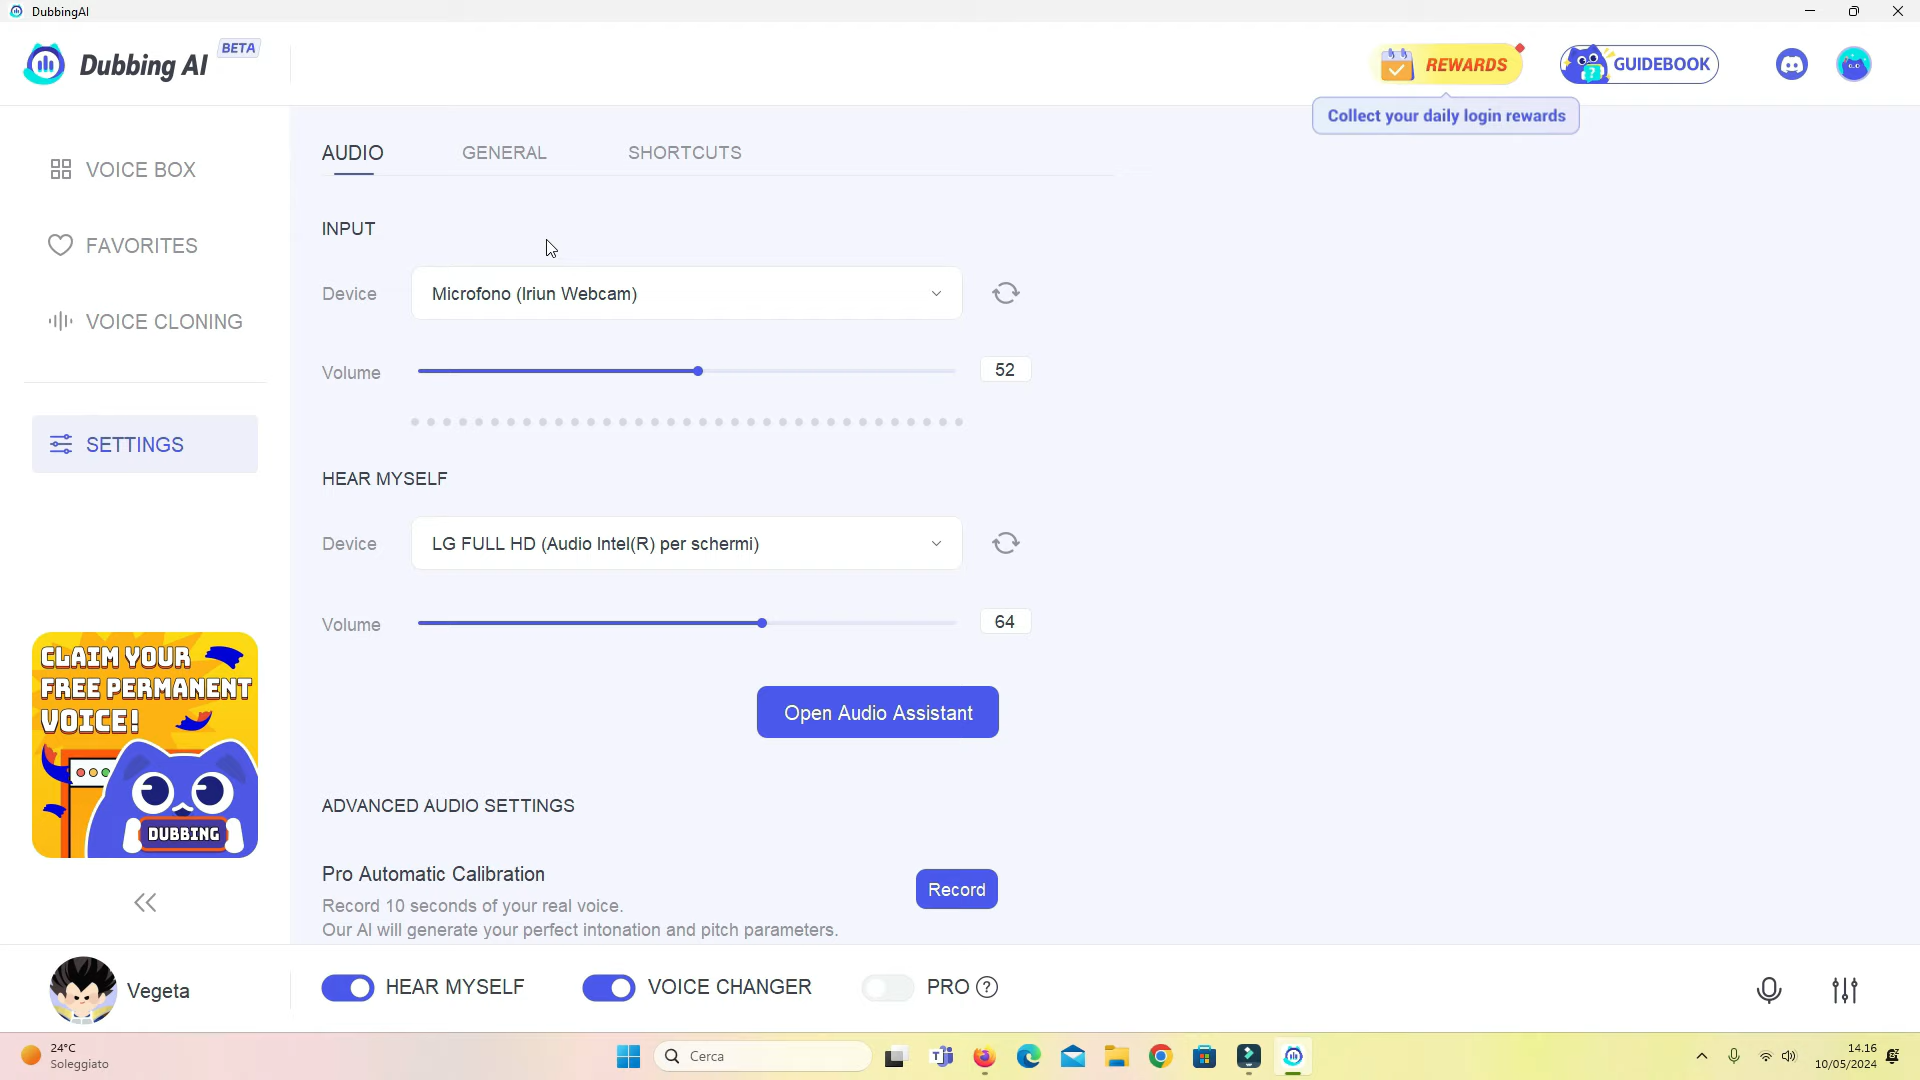 DubbingAI
Dubbing AI BETA
REWARDS
GUIDEBOOK
Collect your daily login rewards
VOICE BOX
FAVORITES
VOICE CLONING
SETTINGS
CLAIM YOUR
FREE PERMANENT
VOICE!
DUBBING
AUDIO GENERAL SHORTCUTS
INPUT
Device Microfono (Iriun Webcam)
Volume 52
HEAR MYSELF
Device LG FULL HD (Audio Intel(R) per schermi)
Volume 64
Open Audio Assistant
ADVANCED AUDIO SETTINGS
Pro Automatic Calibration
Record 10 seconds of your real voice.
Our AI will generate your perfect intonation and pitch parameters.
Record
Vegeta
HEAR MYSELF VOICE CHANGER PRO ?
24°C
Soleggiato
Cerca
14.16
10/05/2024